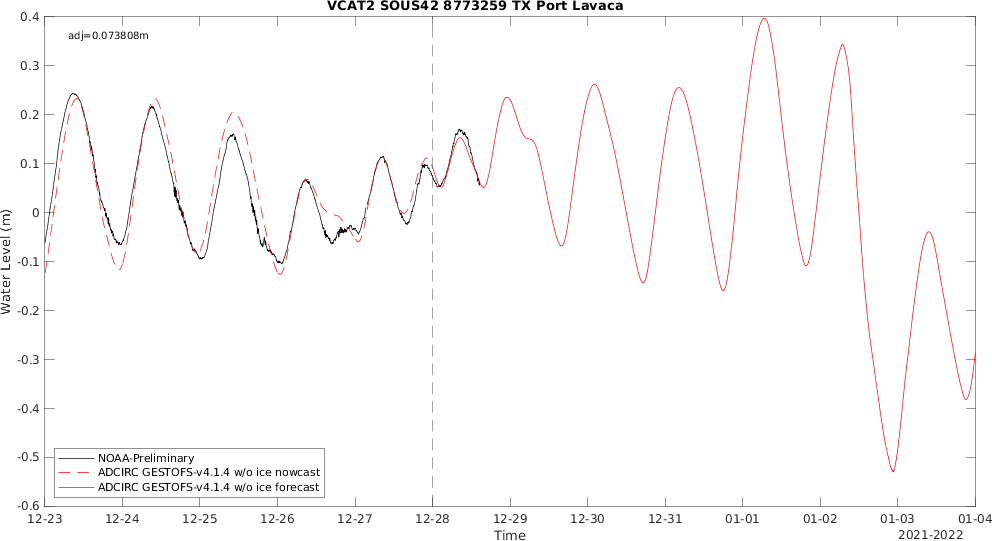 VCAT2 SOUS42 8773259 TX Port Lavaca
adj=0.073808m
0.4
0.3
0.2
0.1
0
-0.1
-0.2
-0.3
-0.4
-0.5
-0.6
Water Level (m)
NOAA-Preliminary
ADCIRC GESTOFS-v4.1.4 w/o ice nowcast
ADCIRC GESTOFS-v4.1.4 w/o ice forecast
12-23 12-24 12-25 12-26 12-27 12-28 12-29 12-30 12-31 01-01 01-02 01-03 01-04
Time
2021-2022